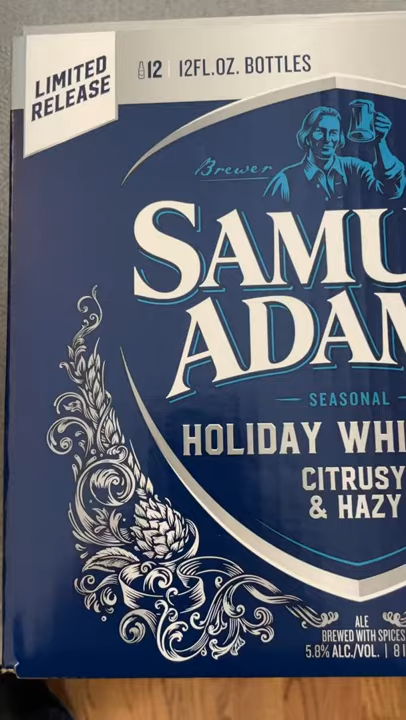 LIMITED
RELEASE
12 | 12FL.OZ. BOTTLES
Brewer
SAMU
ADAM
SEASONAL
HOLIDAY WHI
CITRUSY
& HAZY
ALE
BREWED WITH SPICES
5.8% ALC./VOL. | 8 I